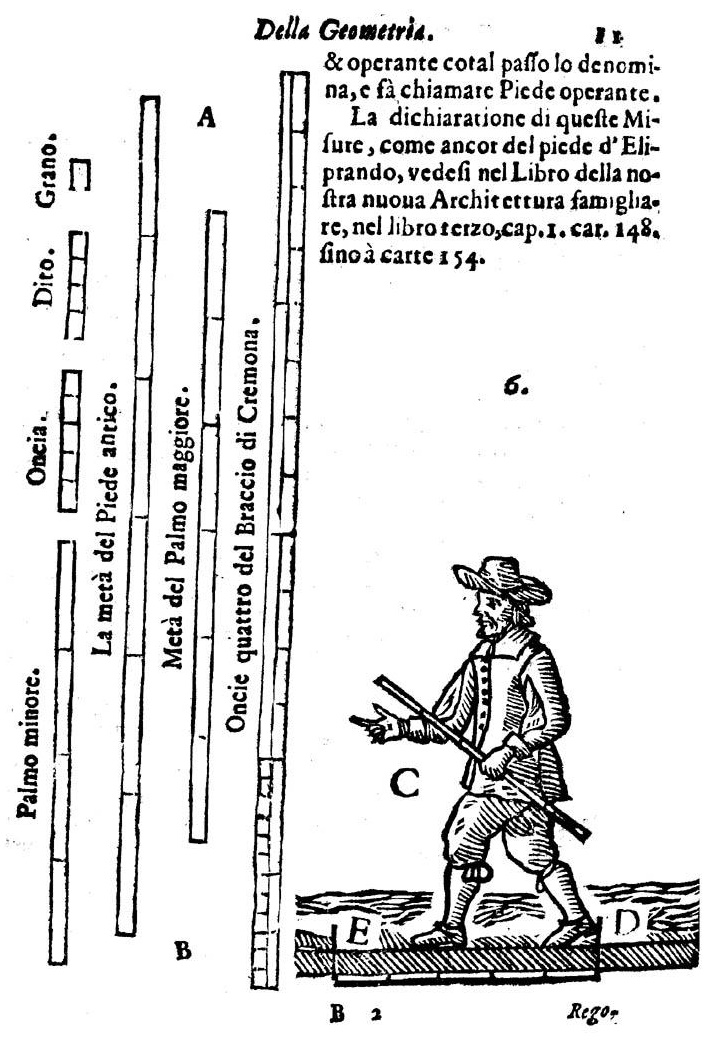 Della Geometria. 11
& operante cotal paſſo lo denomi-
na, e fà chiamare Piede operante.
La dichiaratione di queſte Mi-
ſure, come ancor del piede d'Eli-
prando, vedeſi nel Libro della no-
ſtra nuoua Architettura famiglia-
re, nel libro terzo, cap. 1. car. 148.
ſino à carte 154.
A
Grano.
Dito.
Oncia.
Palmo minore.
La metà del Piede antico.
Metà del Palmo maggiore.
Oncie quattro del Braccio di Cremona.
B
6.
C
E
D
B 2
Rego-